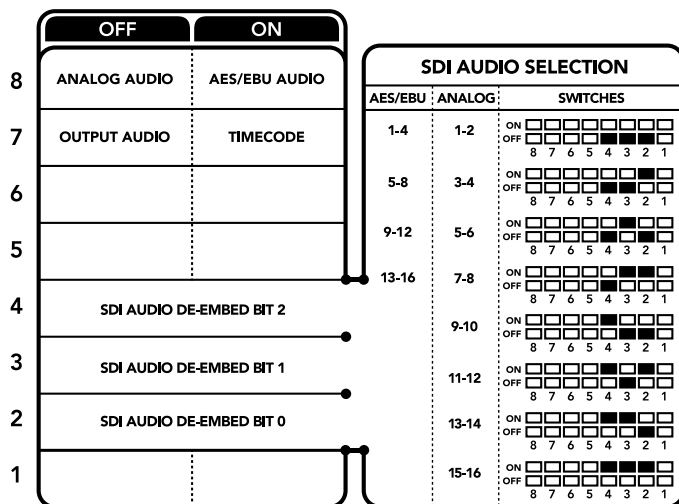 OFF ON
8 ANALOG AUDIO AES/EBU AUDIO
7 OUTPUT AUDIO TIMECODE
6
5
4 SDI AUDIO DE-EMBED BIT 2
3 SDI AUDIO DE-EMBED BIT 1
2 SDI AUDIO DE-EMBED BIT 0
1
SDI AUDIO SELECTION
AES/EBU ANALOG SWITCHES
1-4 1-2 ON
OFF
8 7 6 5 4 3 2 1
5-8 3-4 ON
OFF
8 7 6 5 4 3 2 1
9-12 5-6 ON
OFF
8 7 6 5 4 3 2 1
13-16 7-8 ON
OFF
8 7 6 5 4 3 2 1
9-10 ON
OFF
8 7 6 5 4 3 2 1
11-12 ON
OFF
8 7 6 5 4 3 2 1
13-14 ON
OFF
8 7 6 5 4 3 2 1
15-16 ON
OFF
8 7 6 5 4 3 2 1